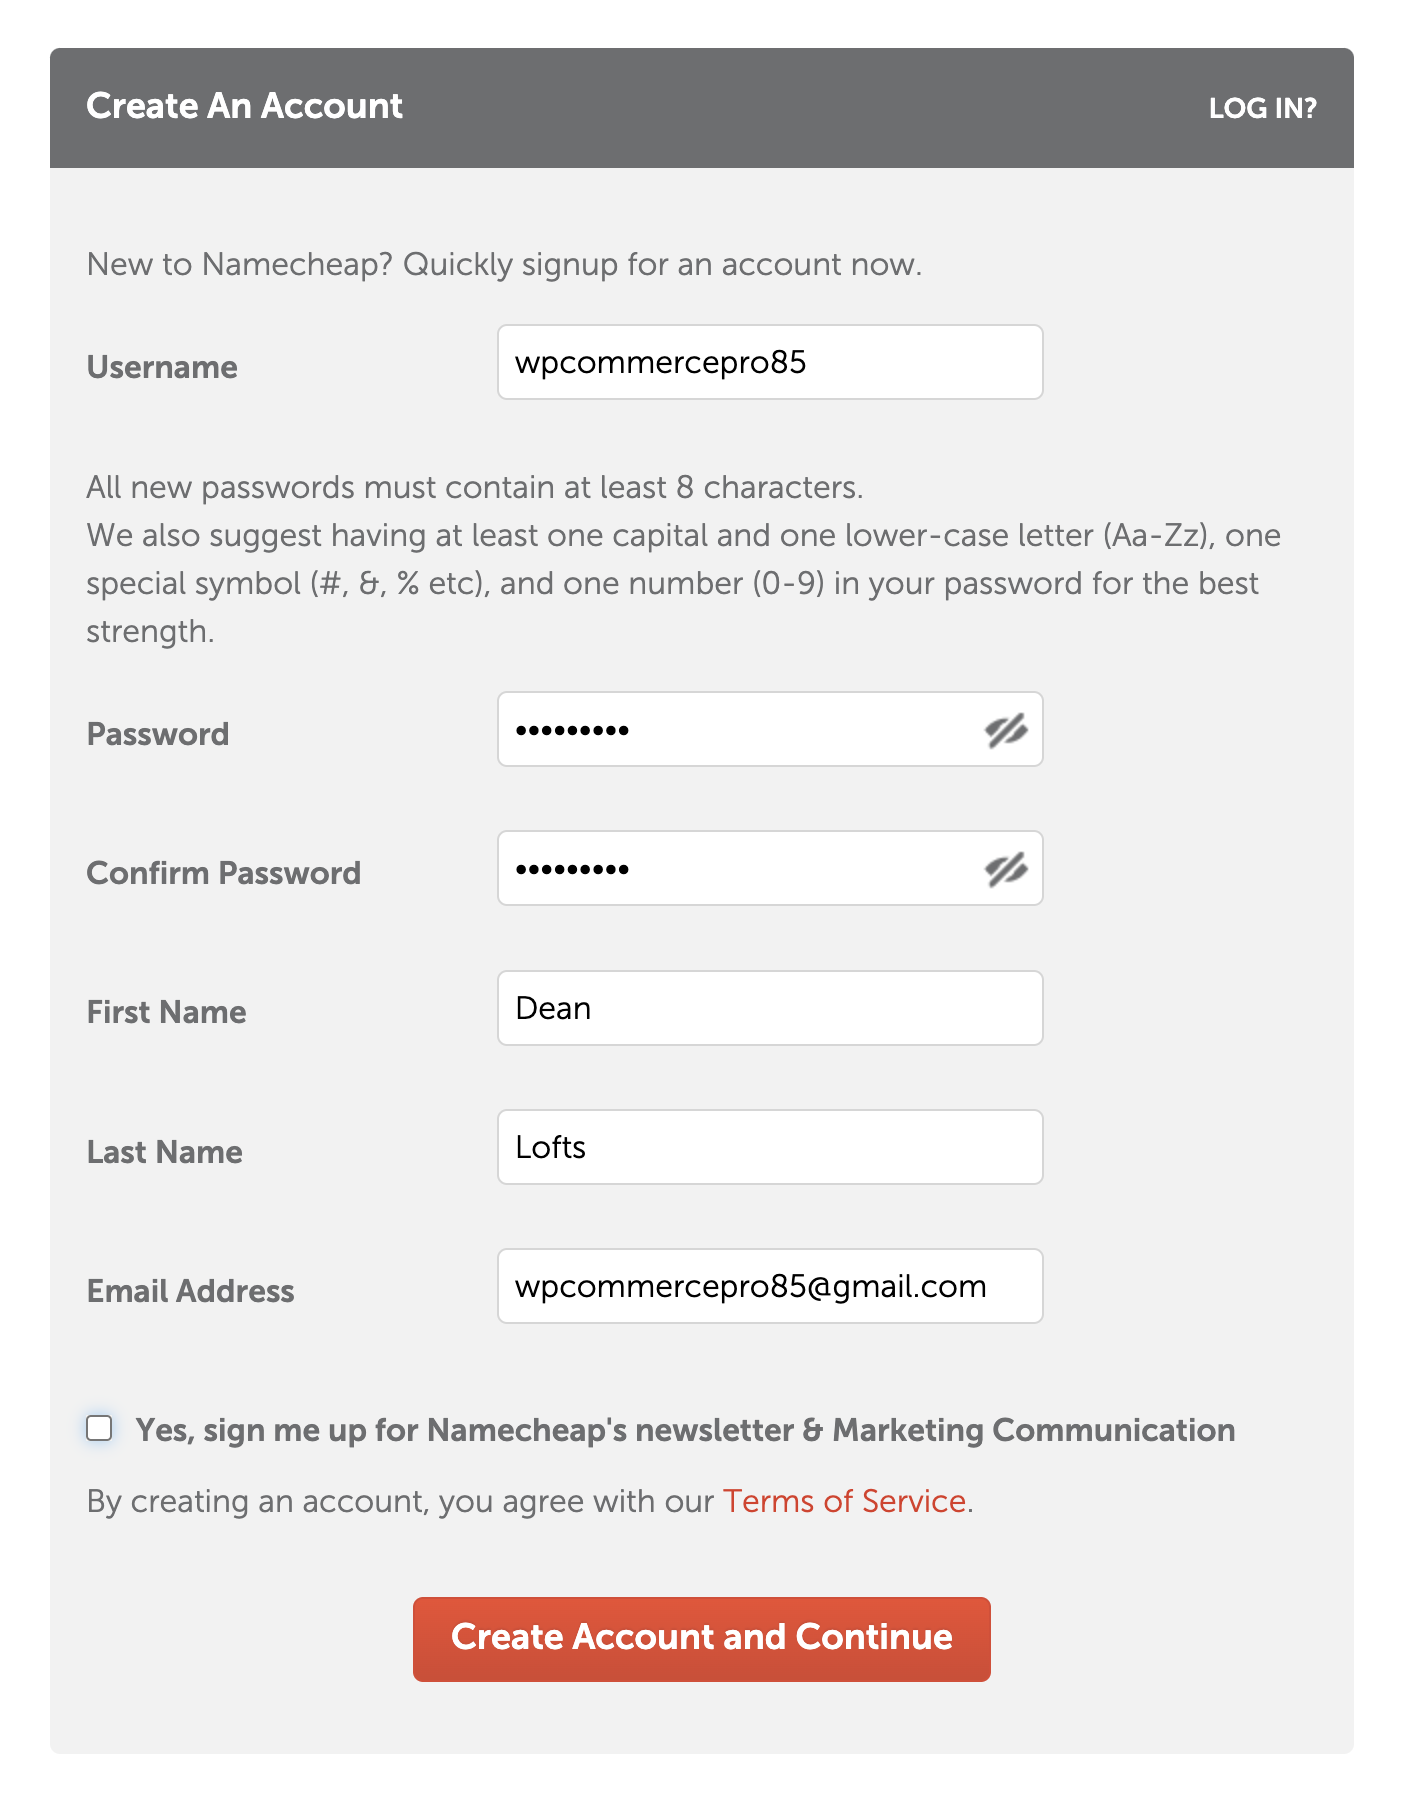 Create An Account
LOG IN?
New to Namecheap? Quickly signup for an account now.
Username
wpcommercepro85
All new passwords must contain at least 8 characters.
We also suggest having at least one capital and one lower-case letter (Aa-Zz), one
special symbol (#, &, % etc), and one number (0-9) in your password for the best
strength.
Password
•••••••••
Confirm Password
•••••••••
First Name
Dean
Last Name
Lofts
Email Address
wpcommercepro85@gmail.com
Yes, sign me up for Namecheap's newsletter & Marketing Communication
By creating an account, you agree with our Terms of Service.
Create Account and Continue